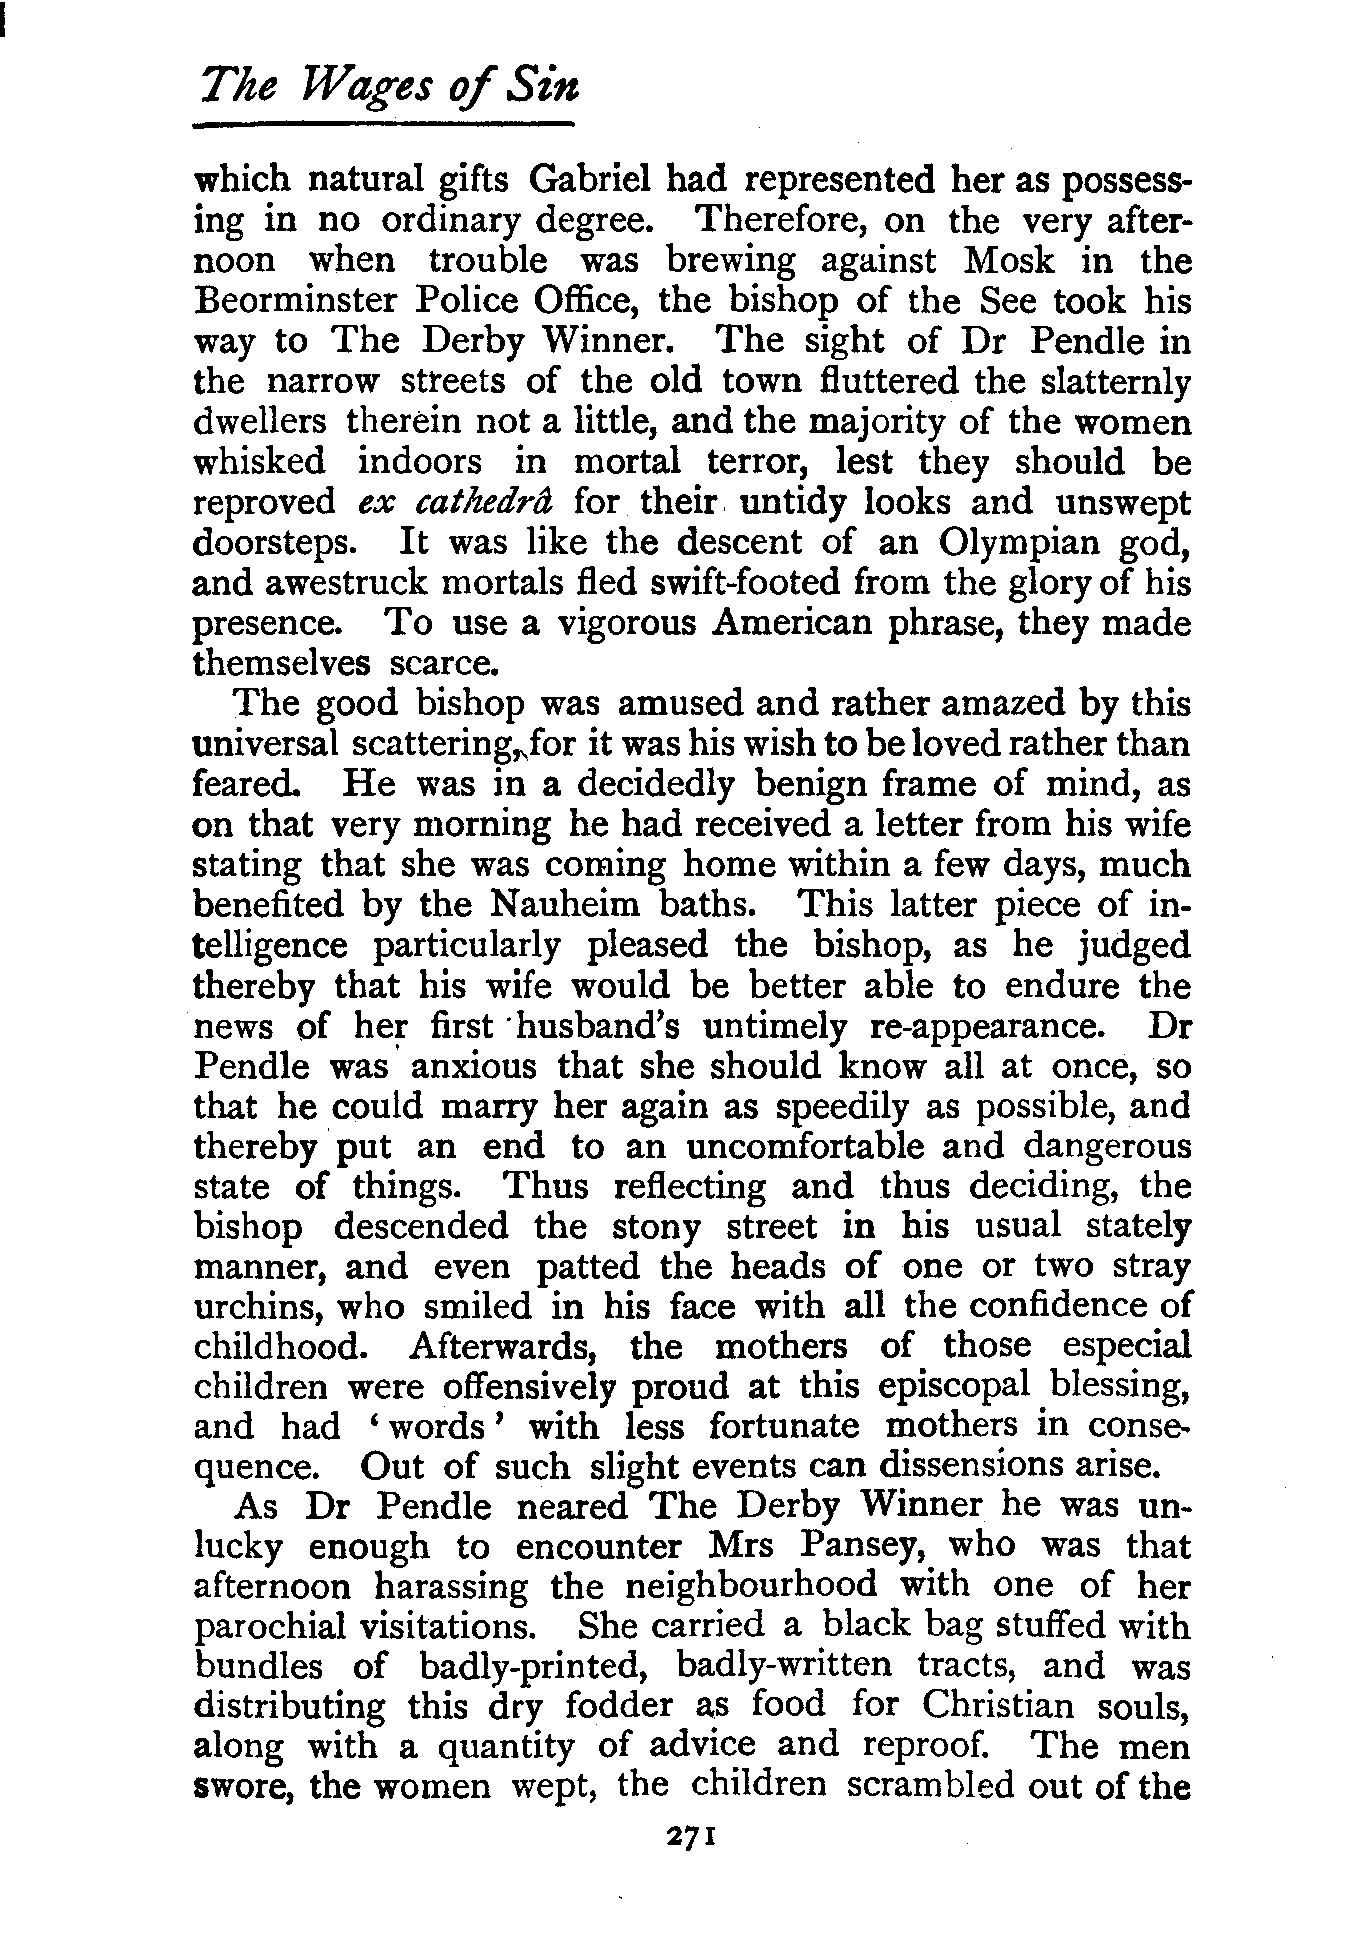 The Wages of Sin
which natural gifts Gabriel had represented her as possess-
ing in no ordinary degree. Therefore, on the very after-
noon when trouble was brewing against Mosk in the
Beorminster Police Office, the bishop of the See took his
way to The Derby Winner. The sight of Dr Pendle in
the narrow streets of the old town fluttered the slatternly
dwellers therein not a little, and the majority of the women
whisked indoors in mortal terror, lest they should be
reproved ex cathedrâ for their untidy looks and unswept
doorsteps. It was like the descent of an Olympian god,
and awestruck mortals fled swift-footed from the glory of his
presence. To use a vigorous American phrase, they made
themselves scarce.
The good bishop was amused and rather amazed by this
universal scattering, for it was his wish to be loved rather than
feared. He was in a decidedly benign frame of mind, as
on that very morning he had received a letter from his wife
stating that she was coming home within a few days, much
benefited by the Nauheim baths. This latter piece of in-
telligence particularly pleased the bishop, as he judged
thereby that his wife would be better able to endure the
news of her first husband's untimely re-appearance. Dr
Pendle was anxious that she should know all at once, so
that he could marry her again as speedily as possible, and
thereby put an end to an uncomfortable and dangerous
state of things. Thus reflecting and thus deciding, the
bishop descended the stony street in his usual stately
manner, and even patted the heads of one or two stray
urchins, who smiled in his face with all the confidence of
childhood. Afterwards, the mothers of those especial
children were offensively proud at this episcopal blessing,
and had ‘words’ with less fortunate mothers in conse-
quence. Out of such slight events can dissensions arise.
As Dr Pendle neared The Derby Winner he was un-
lucky enough to encounter Mrs Pansey, who was that
afternoon harassing the neighbourhood with one of her
parochial visitations. She carried a black bag stuffed with
bundles of badly-printed, badly-written tracts, and was
distributing this dry fodder as food for Christian souls,
along with a quantity of advice and reproof. The men
swore, the women wept, the children scrambled out of the
271